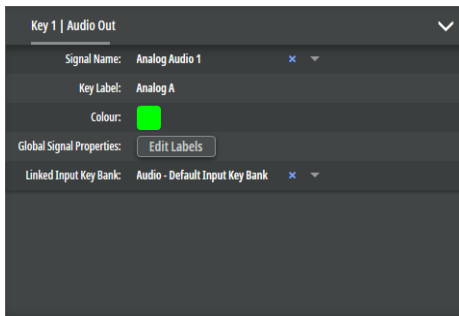 Key 1 | Audio Out
Signal Name: Analog Audio 1
Key Label: Analog A
Colour:
Global Signal Properties: Edit Labels
Linked Input Key Bank: Audio - Default Input Key Bank